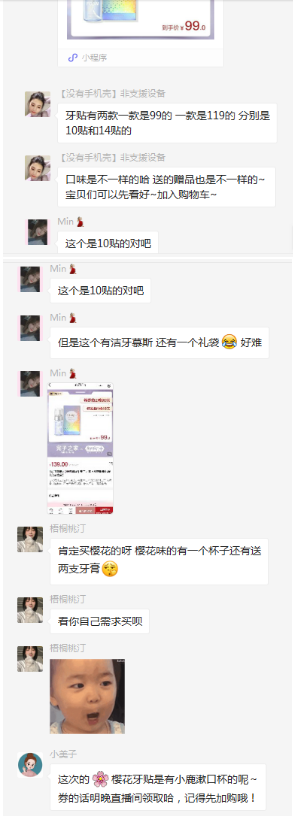 到手价¥99.0
小程序
【没有手机壳】非支援设备
牙贴有两款一款是99的 一款是119的 分别是
10贴和14贴的
【没有手机壳】非支援设备
口味是不一样的哈 送的赠品也是不一样的~
宝贝们可以先看好~加入购物车~
Min
这个是10贴的对吧
Min
这个是10贴的对吧
Min
但是这个有洁牙慕斯 还有一个礼袋 好难
Min
99.0
139.00
梧桐桃汀
肯定买樱花的呀 樱花味的有一个杯子还有送
两支牙膏
梧桐桃汀
看你自己需求买呗
梧桐桃汀
小美子
这次的 樱花牙贴是有小鹿漱口杯的呢~
券的话明晚直播间领取哈，记得先加购哦！